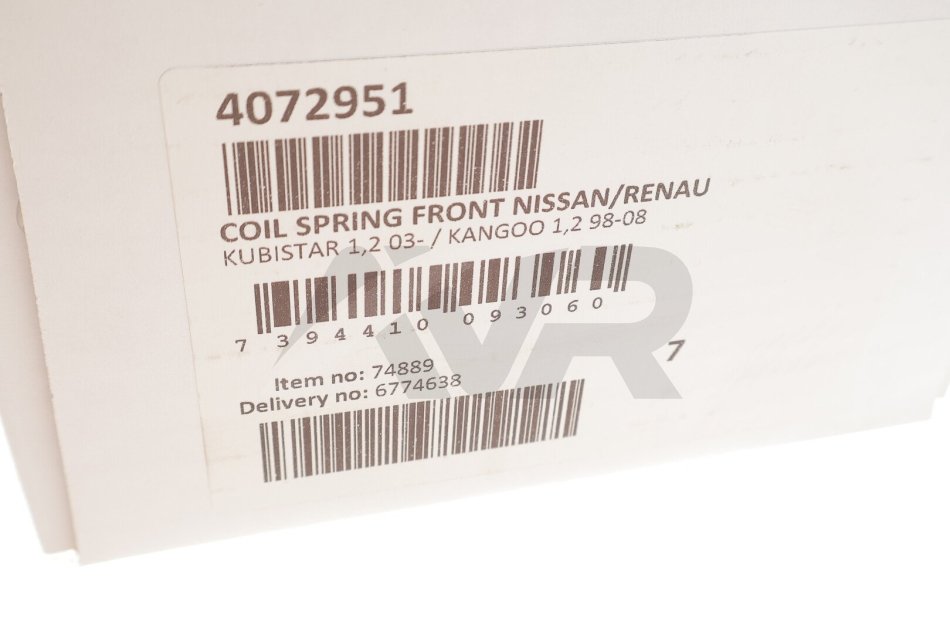 4072951
COIL SPRING FRONT NISSAN/RENAU
KUBISTAR 1,2 03- / KANGOO 1,2 98-08
7 394410 093060
7
Item no: 74889
Delivery no: 6774638
VR